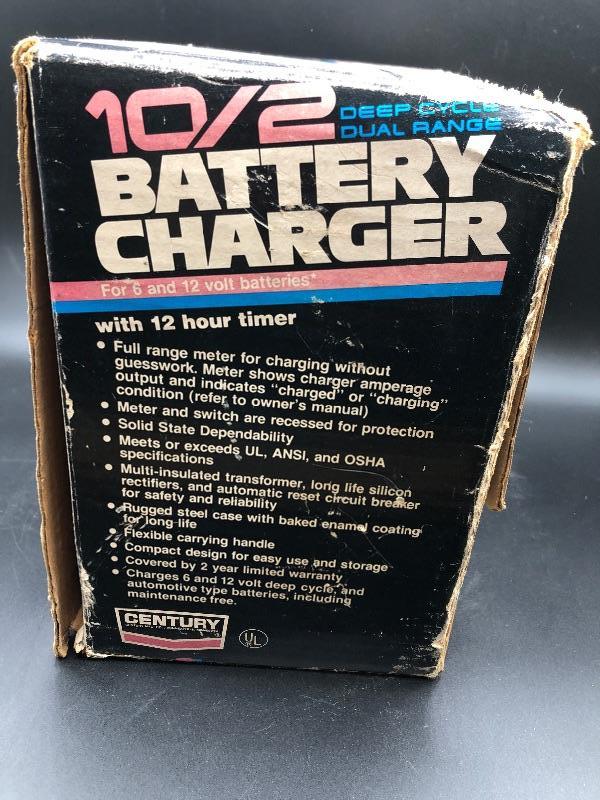 10/2 DEEP CYCLE
DUAL RANGE
BATTERY
CHARGER
For 6 and 12 volt batteries*
with 12 hour timer
• Full range meter for charging without
guesswork. Meter shows charger amperage
output and indicates "charged" or "charging"
condition (refer to owner's manual)
• Meter and switch are recessed for protection
• Solid State Dependability
• Meets or exceeds UL, ANSI, and OSHA
specifications
• Multi-insulated transformer, long life silicon
rectifiers, and automatic reset circuit breaker
for safety and reliability
• Rugged steel case with baked enamel coating
for long life
• Flexible carrying handle
• Compact design for easy use and storage
• Covered by 2 year limited warranty
• Charges 6 and 12 volt deep cycle, and
automotive type batteries, including
maintenance free.
CENTURY
UL